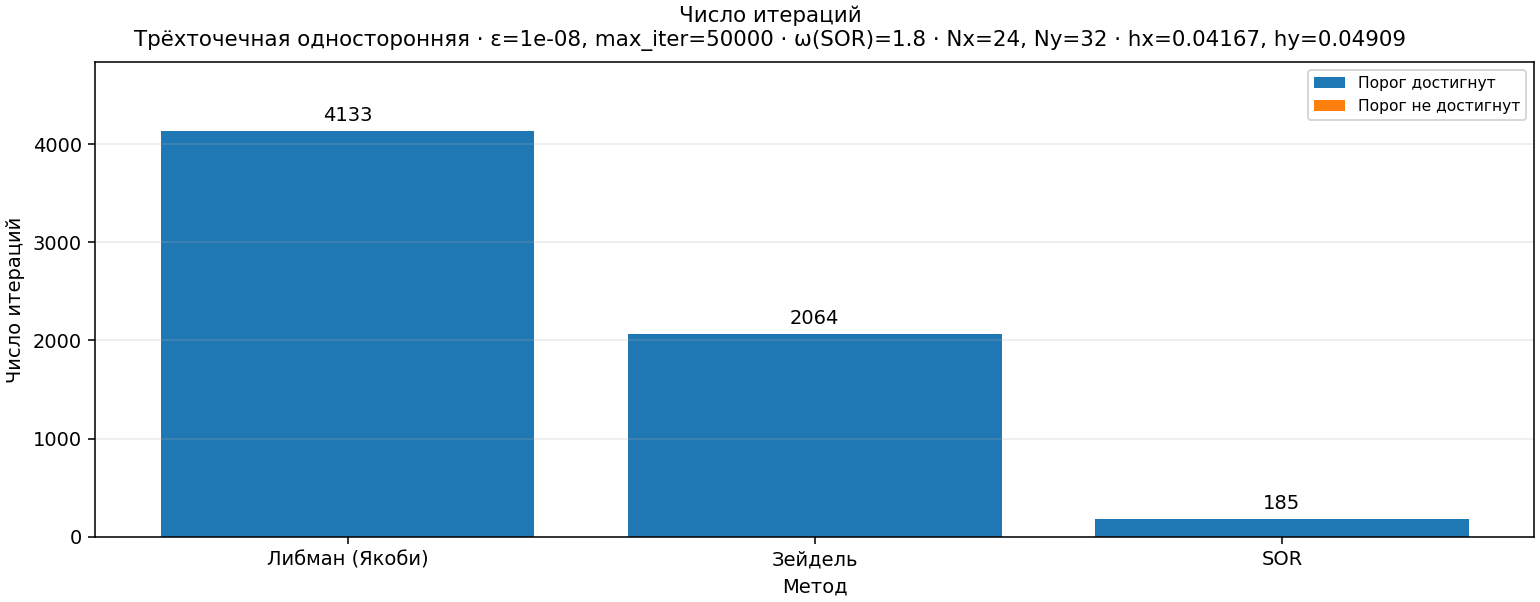 Число итераций
Трёхточечная односторонняя · ε=1e-08, max_iter=50000 · ω(SOR)=1.8 · Nx=24, Ny=32 · hx=0.04167, hy=0.04909
Порог достигнут
Порог не достигнут
Число итераций
4000
3000
2000
1000
0
4133
2064
185
Либман (Якоби)
Зейдель
SOR
Метод